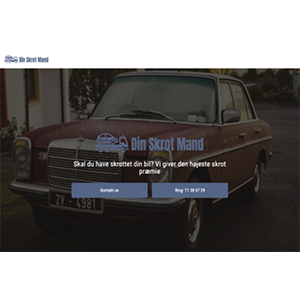 Din Skrot Mand
Din Skrot Mand
Skal du have skrottet din bil? Vi giver den højeste skrot
præmie
Kontakt os
Ring: 71 38 07 29
ZV - 4981